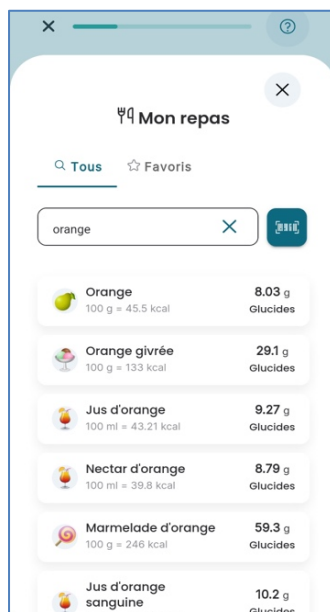 Mon repas
Tous
Favoris
orange
Orange
8.03 g
100 g = 45.5 kcal
Glucides
Orange givrée
29.1 g
100 g = 133 kcal
Glucides
Jus d'orange
9.27 g
100 ml = 43.21 kcal
Glucides
Nectar d'orange
8.79 g
100 ml = 39.8 kcal
Glucides
Marmelade d'orange
59.3 g
100 g = 246 kcal
Glucides
Jus d'orange
sanguine
10.2 g
Glucides